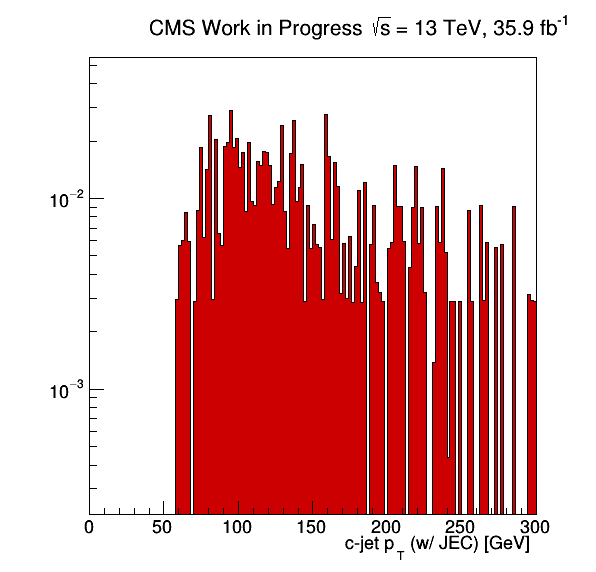 CMS Work in Progress √s = 13 TeV, 35.9 fb⁻¹
10⁻²
10⁻³
0 50 100 150 200 250 300
c-jet p_T (w/ JEC) [GeV]